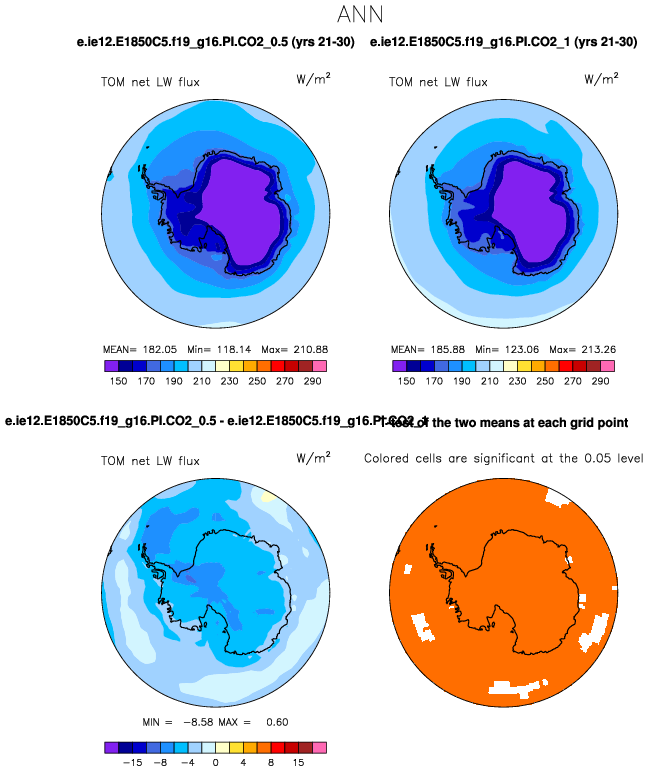 ANN
e.ie12.E1850C5.f19_g16.PI.CO2_0.5 (yrs 21-30)
e.ie12.E1850C5.f19_g16.PI.CO2_1 (yrs 21-30)
TOM net LW flux W/m²
TOM net LW flux W/m²
MEAN= 182.05 Min= 118.14 Max= 210.88
MEAN= 185.88 Min= 123.06 Max= 213.26
150 170 190 210 230 250 270 290
150 170 190 210 230 250 270 290
e.ie12.E1850C5.f19_g16.PI.CO2_0.5 - e.ie12.E1850C5.f19_g16.PI.CO2_1
T-test of the two means at each grid point
TOM net LW flux W/m²
Colored cells are significant at the 0.05 level
MIN = -8.58 MAX = 0.60
-15 -8 -4 0 4 8 15